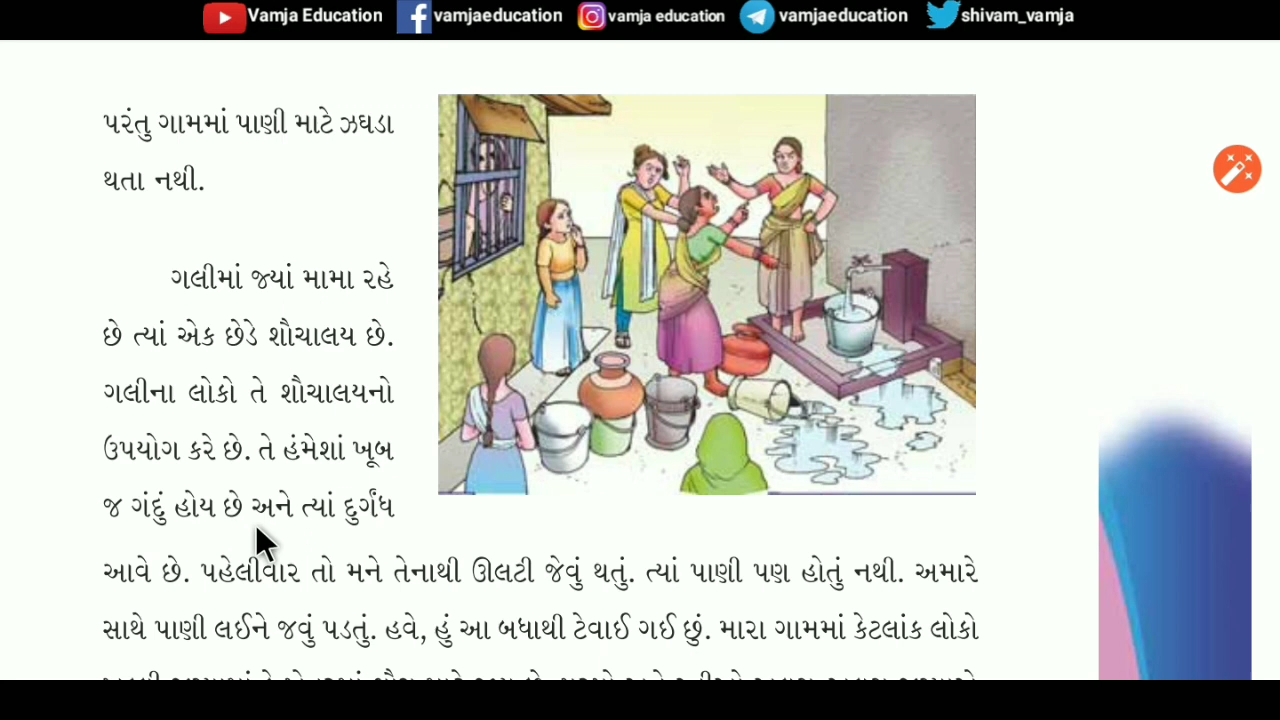 Vamja Education vamjaeducation vamja education vamjaeducation shivam_vamja
પરંતુ ગામમાં પાણી માટે ઝઘડા
થતા નથી.
ગલીમાં જ્યાં મામા રહે
છે ત્યાં એક છેડે શૌચાલય છે.
ગલીના લોકો તે શૌચાલયનો
ઉપયોગ કરે છે. તે હંમેશાં ખૂબ
જ ગંદું હોય છે અને ત્યાં દુર્ગંધ
આવે છે. પહેલીવાર તો મને તેનાથી ઊલટી જેવું થતું. ત્યાં પાણી પણ હોતું નથી. અમારે
સાથે પાણી લઈને જવું પડતું. હવે, હું આ બધાથી ટેવાઈ ગઈ છું. મારા ગામમાં કેટલાંક લોકો